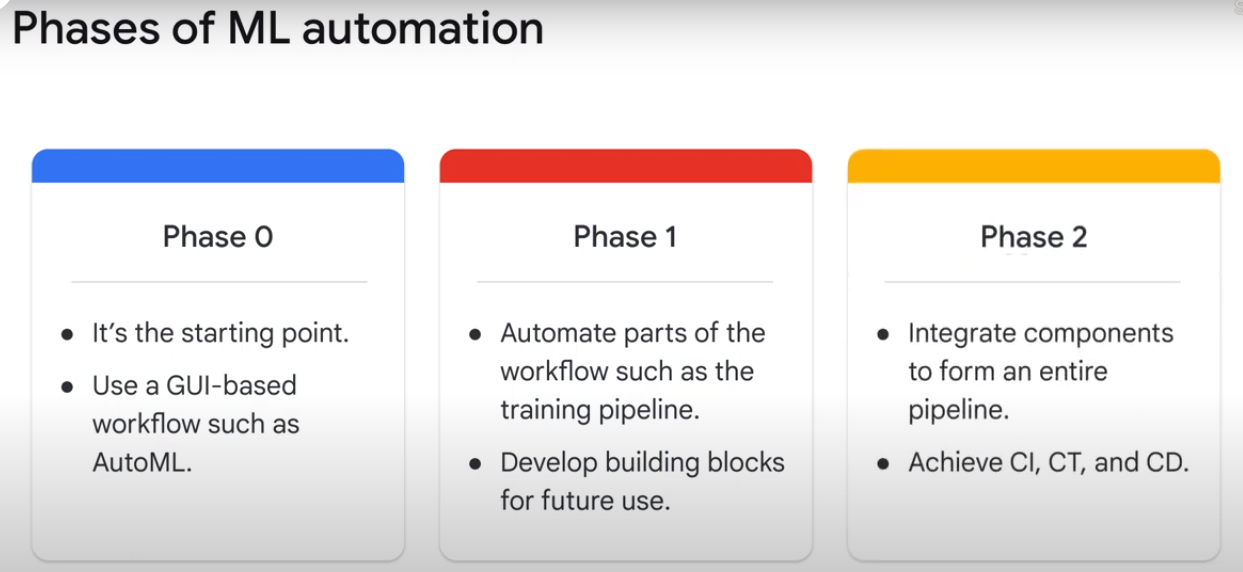 Phases of ML automation
Phase 0
• It’s the starting point.
• Use a GUI-based
workflow such as
AutoML.
Phase 1
• Automate parts of the
workflow such as the
training pipeline.
• Develop building blocks
for future use.
Phase 2
• Integrate components
to form an entire
pipeline.
• Achieve CI, CT, and CD.